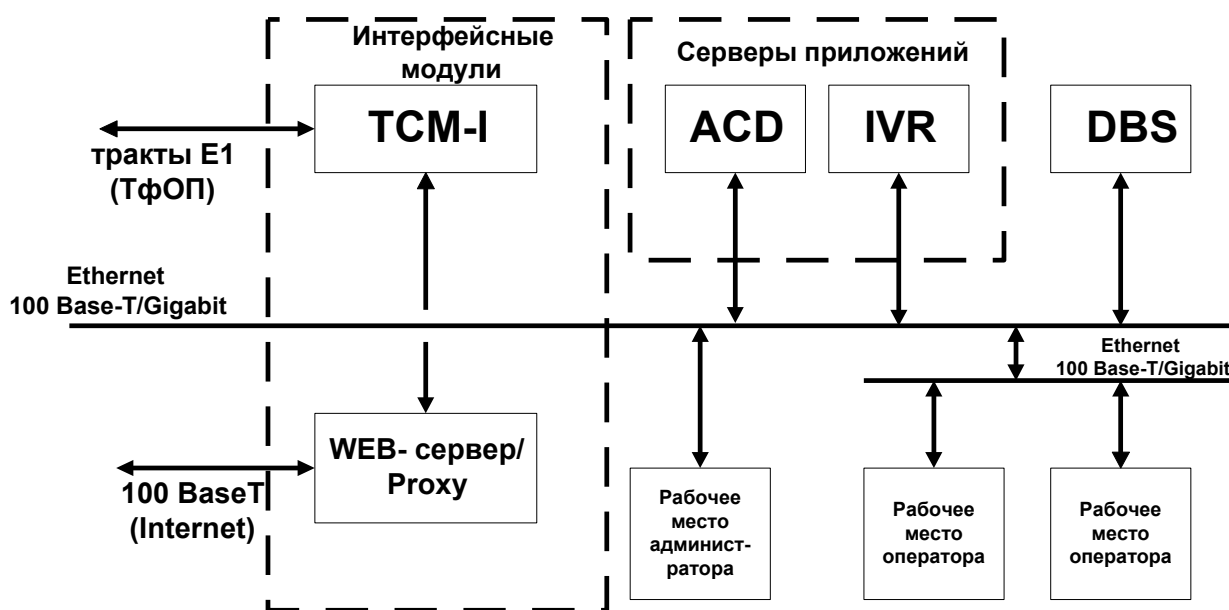 Интерфейсные
модули
Серверы приложений
TCM-I
ACD
IVR
DBS
тракты Е1
(ТфОП)
Ethernet
100 Base-T/Gigabit
Ethernet
100 Base-T/Gigabit
WEB- сервер/
Proxy
100 BaseT
(Internet)
Рабочее
место
админист-
ратора
Рабочее
место
оператора
Рабочее
место
оператора